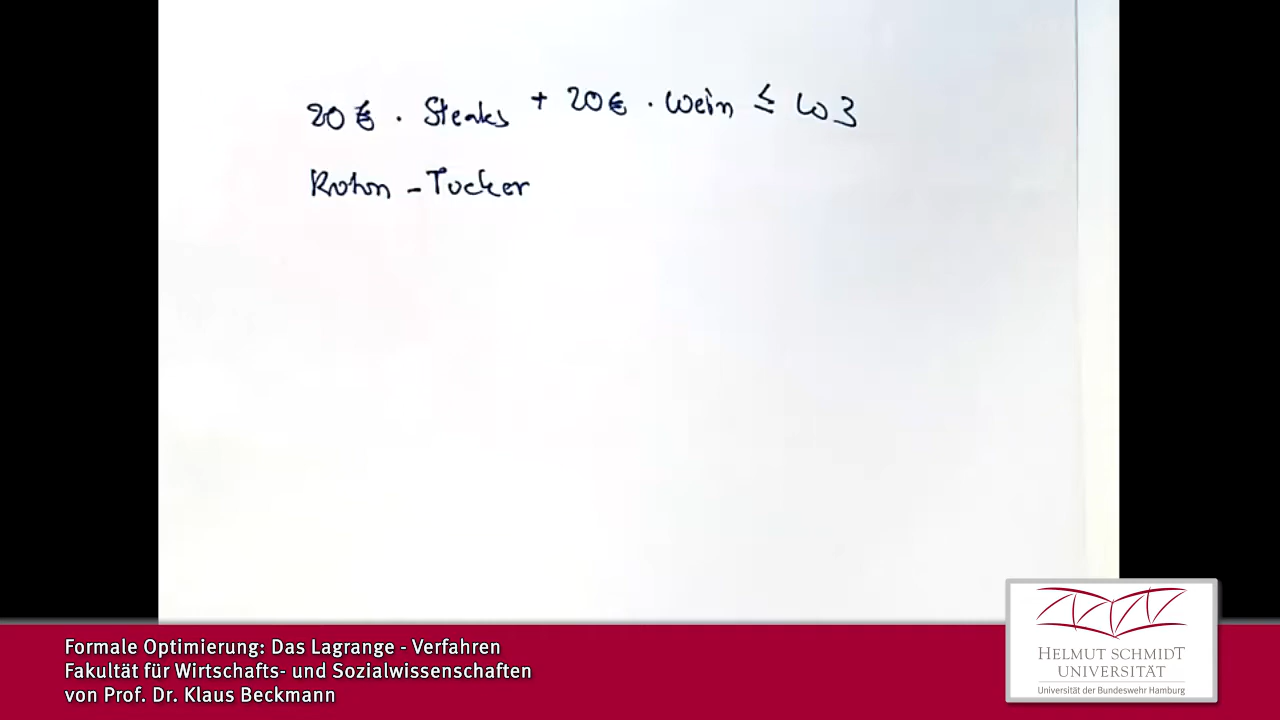 20 € · Steaks + 20 € · Wein ≤ W3
Kuhn - Tucker
Formale Optimierung: Das Lagrange - Verfahren
Fakultät für Wirtschafts- und Sozialwissenschaften
von Prof. Dr. Klaus Beckmann
HELMUT SCHMIDT
UNIVERSITÄT
Universität der Bundeswehr Hamburg